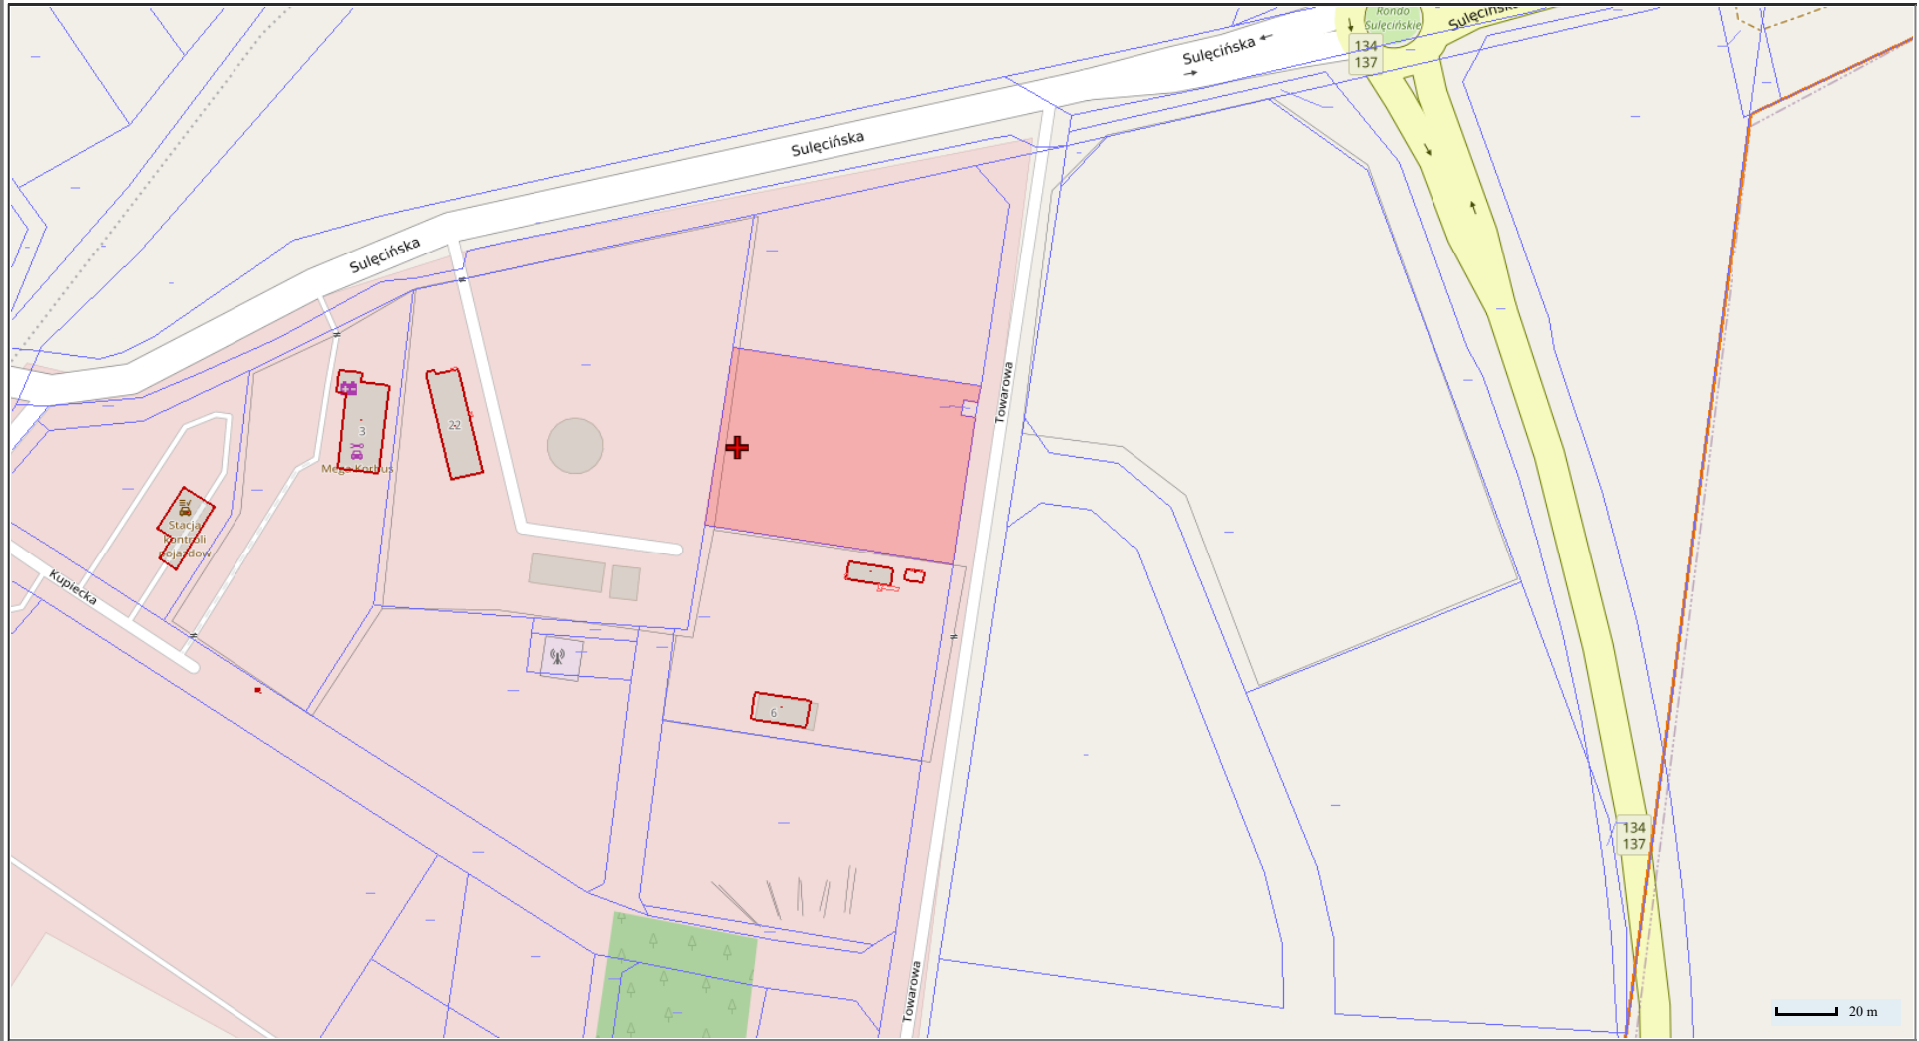 Rondo
Sulęcińskie
Sulęcińska
134
137
Sulęcińska
Sulęcińska
Sulęcińska
Towarowa
3
22
Mega Korbus
Stacja
kontroli
pojazdów
Kupiecka
6
134
137
Towarowa
20 m